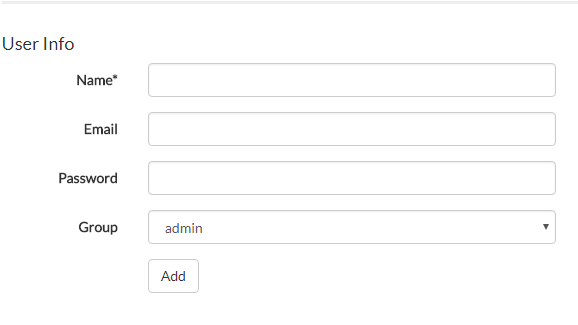 User Info
Name*
Email
Password
Group
admin
Add